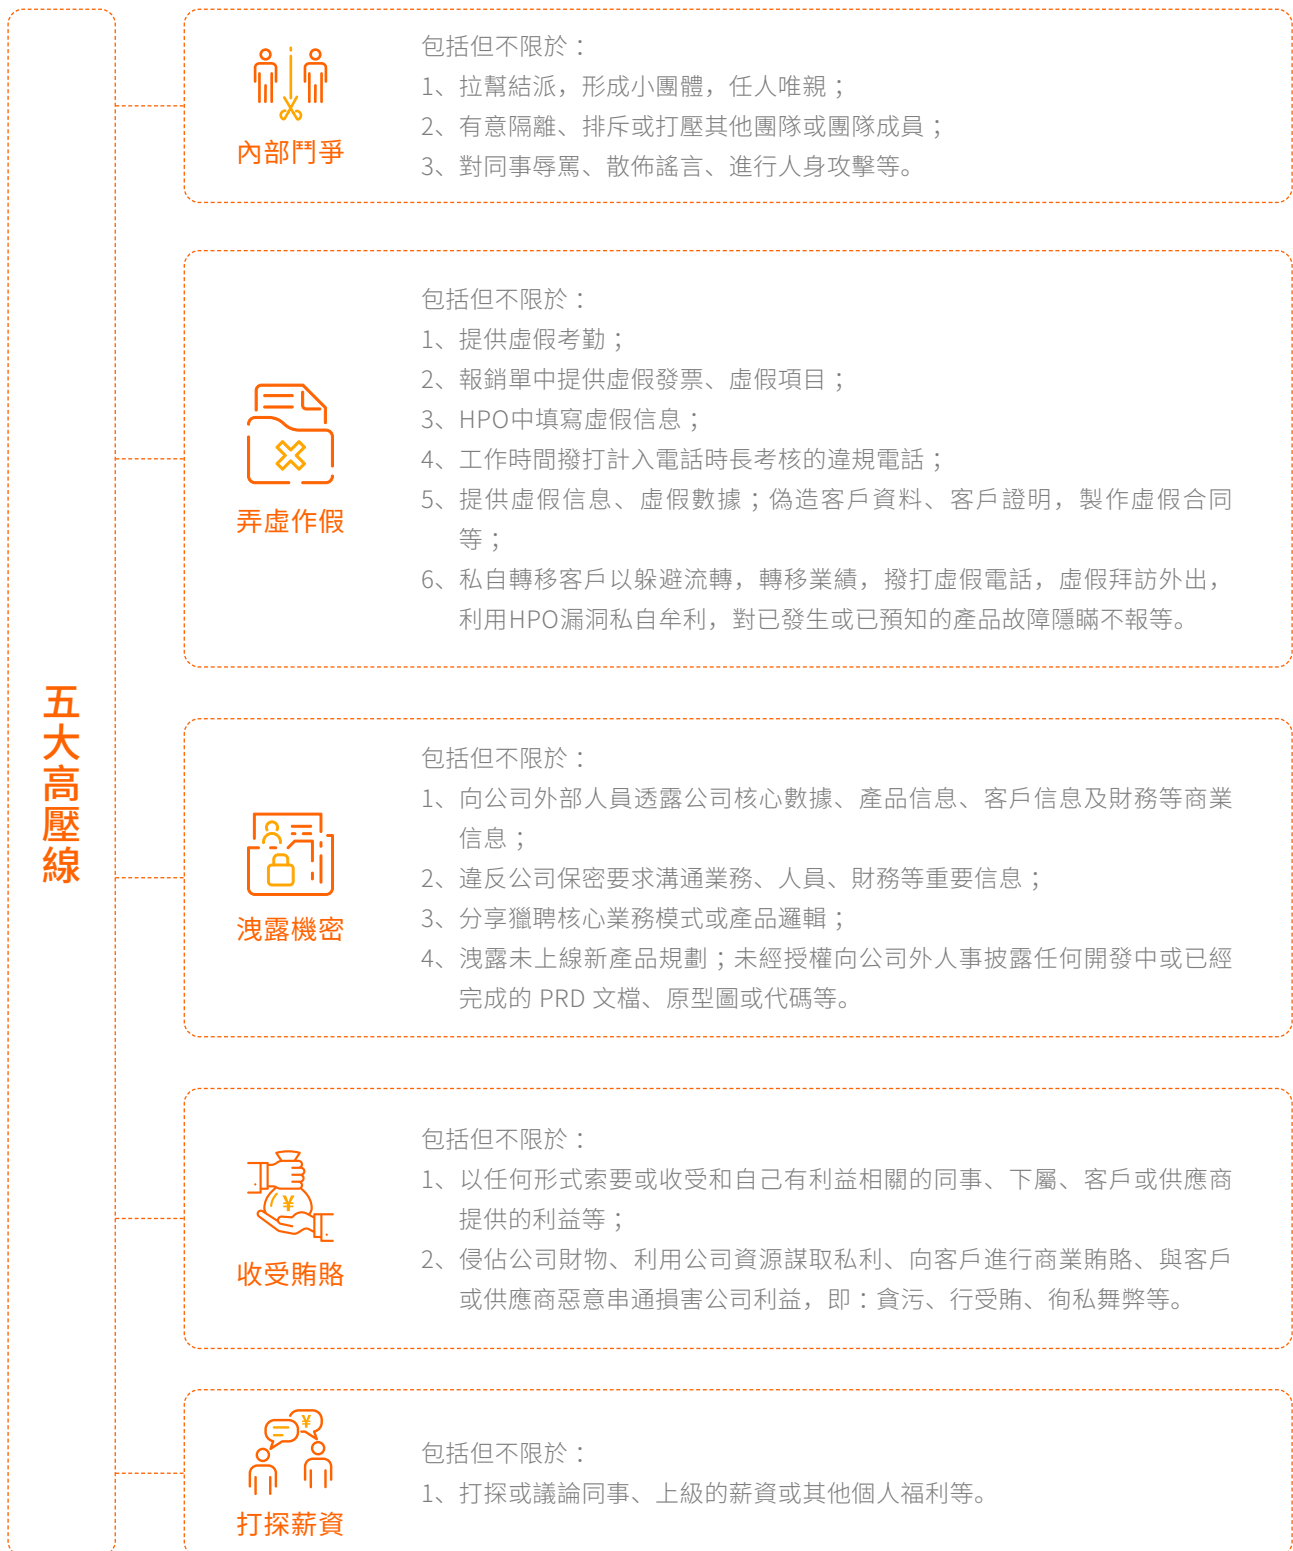 五大高壓線
內部鬥爭
包括但不限於：
1、拉幫結派，形成小團體，任人唯親；
2、有意隔離、排斥或打壓其他團隊或團隊成員；
3、對同事辱罵、散佈謠言、進行人身攻擊等。
弄虛作假
包括但不限於：
1、提供虛假考勤；
2、報銷單中提供虛假發票、虛假項目；
3、HPO中填寫虛假信息；
4、工作時間撥打計入電話時長考核的違規電話；
5、提供虛假信息、虛假數據；偽造客戶資料、客戶證明，製作虛假合同
等；
6、私自轉移客戶以躲避流轉，轉移業績，撥打虛假電話，虛假拜訪外出，
利用HPO漏洞私自牟利，對已發生或已預知的產品故障隱瞞不報等。
洩露機密
包括但不限於：
1、向公司外部人員透露公司核心數據、產品信息、客戶信息及財務等商業
信息；
2、違反公司保密要求溝通業務、人員、財務等重要信息；
3、分享獵聘核心業務模式或產品邏輯；
4、洩露未上線新產品規劃；未經授權向公司外人事披露任何開發中或已經
完成的 PRD 文檔、原型圖或代碼等。
¥
收受賄賂
包括但不限於：
1、以任何形式索要或收受和自己有利益相關的同事、下屬、客戶或供應商
提供的利益等；
2、侵佔公司財物、利用公司資源謀取私利、向客戶進行商業賄賂、與客戶
或供應商惡意串通損害公司利益，即：貪污、行受賄、徇私舞弊等。
¥
打探薪資
包括但不限於：
1、打探或議論同事、上級的薪資或其他個人福利等。